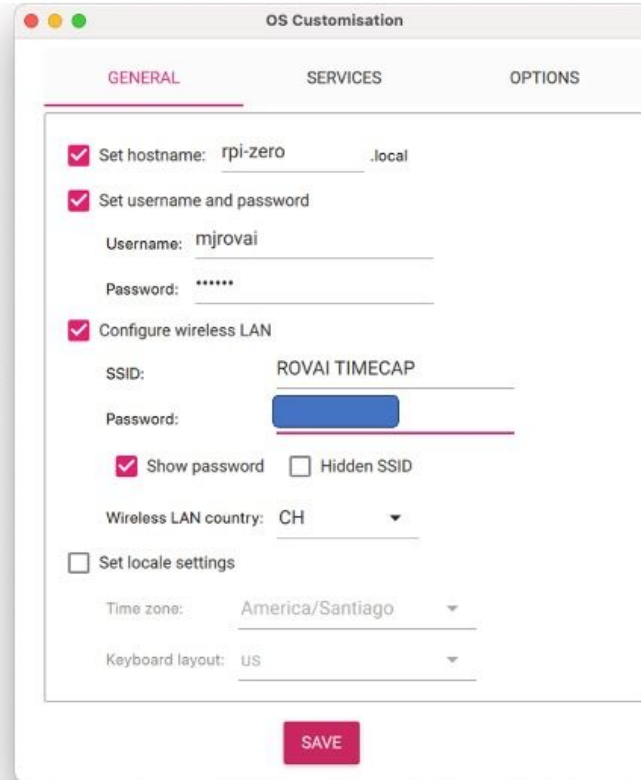 OS Customisation
GENERAL SERVICES OPTIONS
Set hostname: rpi-zero .local
Set username and password
Username: mjrovai
Password: ••••••
Configure wireless LAN
SSID: ROVAI TIMECAP
Password:
Show password Hidden SSID
Wireless LAN country: CH
Set locale settings
Time zone: America/Santiago
Keyboard layout: us
SAVE